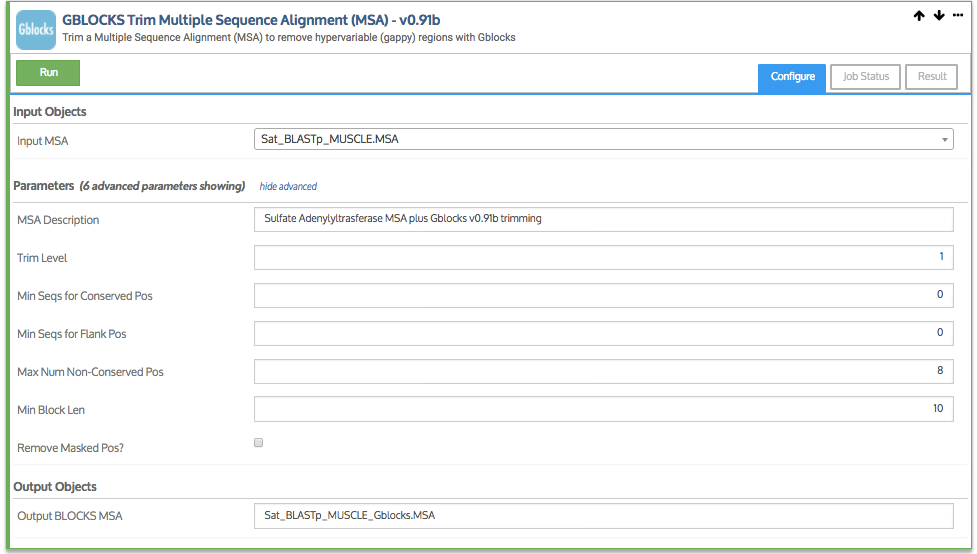 Gblocks
GBLOCKS Trim Multiple Sequence Alignment (MSA) - v0.91b
Trim a Multiple Sequence Alignment (MSA) to remove hypervariable (gappy) regions with Gblocks
Run
Configure
Job Status
Result
Input Objects
Input MSA
Sat_BLASTp_MUSCLE.MSA
Parameters (6 advanced parameters showing) hide advanced
MSA Description
Sulfate Adenylyltrasferase MSA plus Gblocks v0.91b trimming
Trim Level
1
Min Seqs for Conserved Pos
0
Min Seqs for Flank Pos
0
Max Num Non-Conserved Pos
8
Min Block Len
10
Remove Masked Pos?
Output Objects
Output BLOCKS MSA
Sat_BLASTp_MUSCLE_Gblocks.MSA